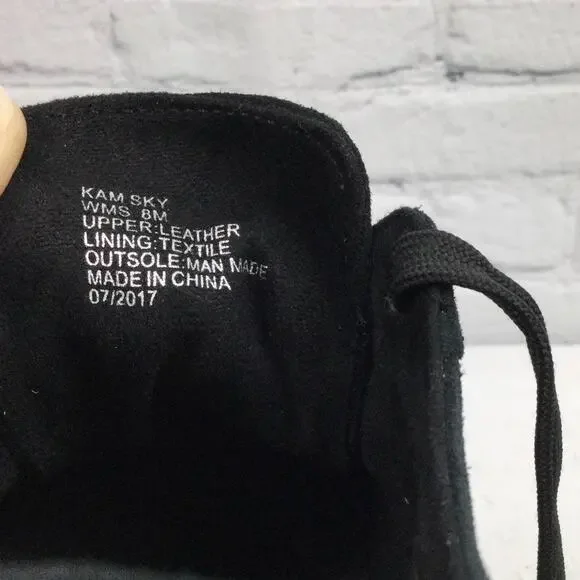 KAM SKY
WMS 8M
UPPER:LEATHER
LINING:TEXTILE
OUTSOLE:MAN MADE
MADE IN CHINA
07/2017